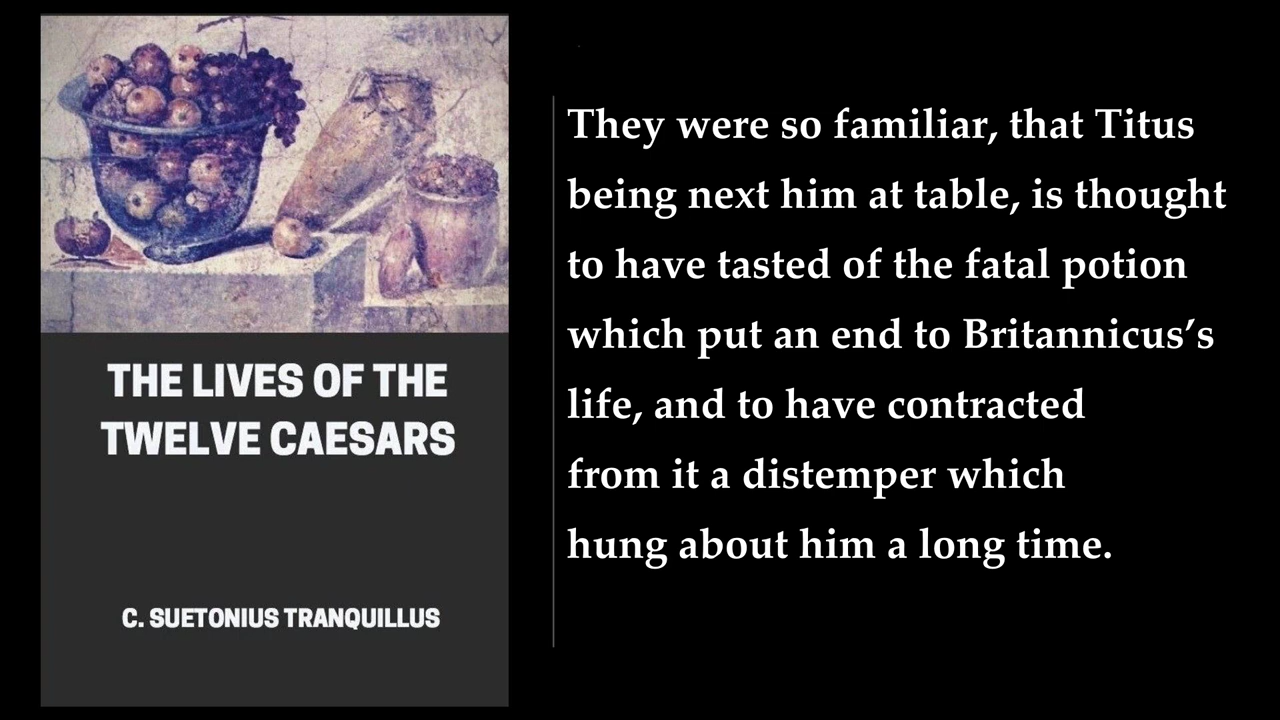 THE LIVES OF THE
TWELVE CAESARS
C. SUETONIUS TRANQUILLUS
They were so familiar, that Titus
being next him at table, is thought
to have tasted of the fatal potion
which put an end to Britannicus’s
life, and to have contracted
from it a distemper which
hung about him a long time.